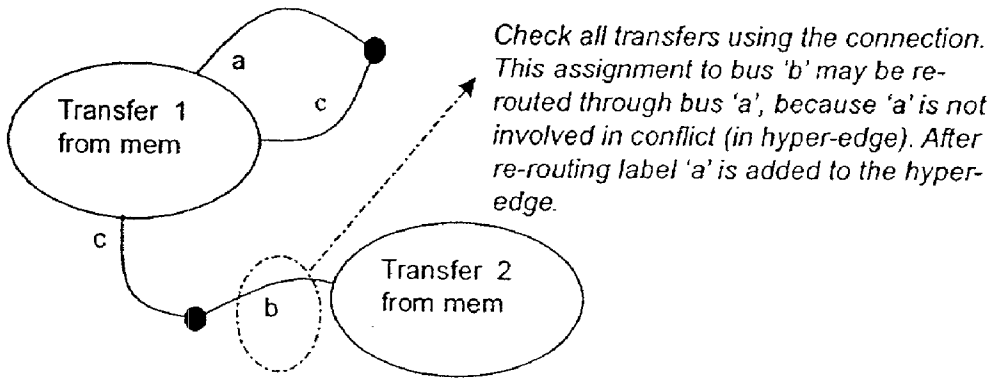 Check all transfers using the connection.
This assignment to bus 'b' may be re-
routed through bus 'a', because 'a' is not
involved in conflict (in hyper-edge). After
re-routing label 'a' is added to the hyper-
edge.
a
c
Transfer 1
from mem
c
b
Transfer 2
from mem